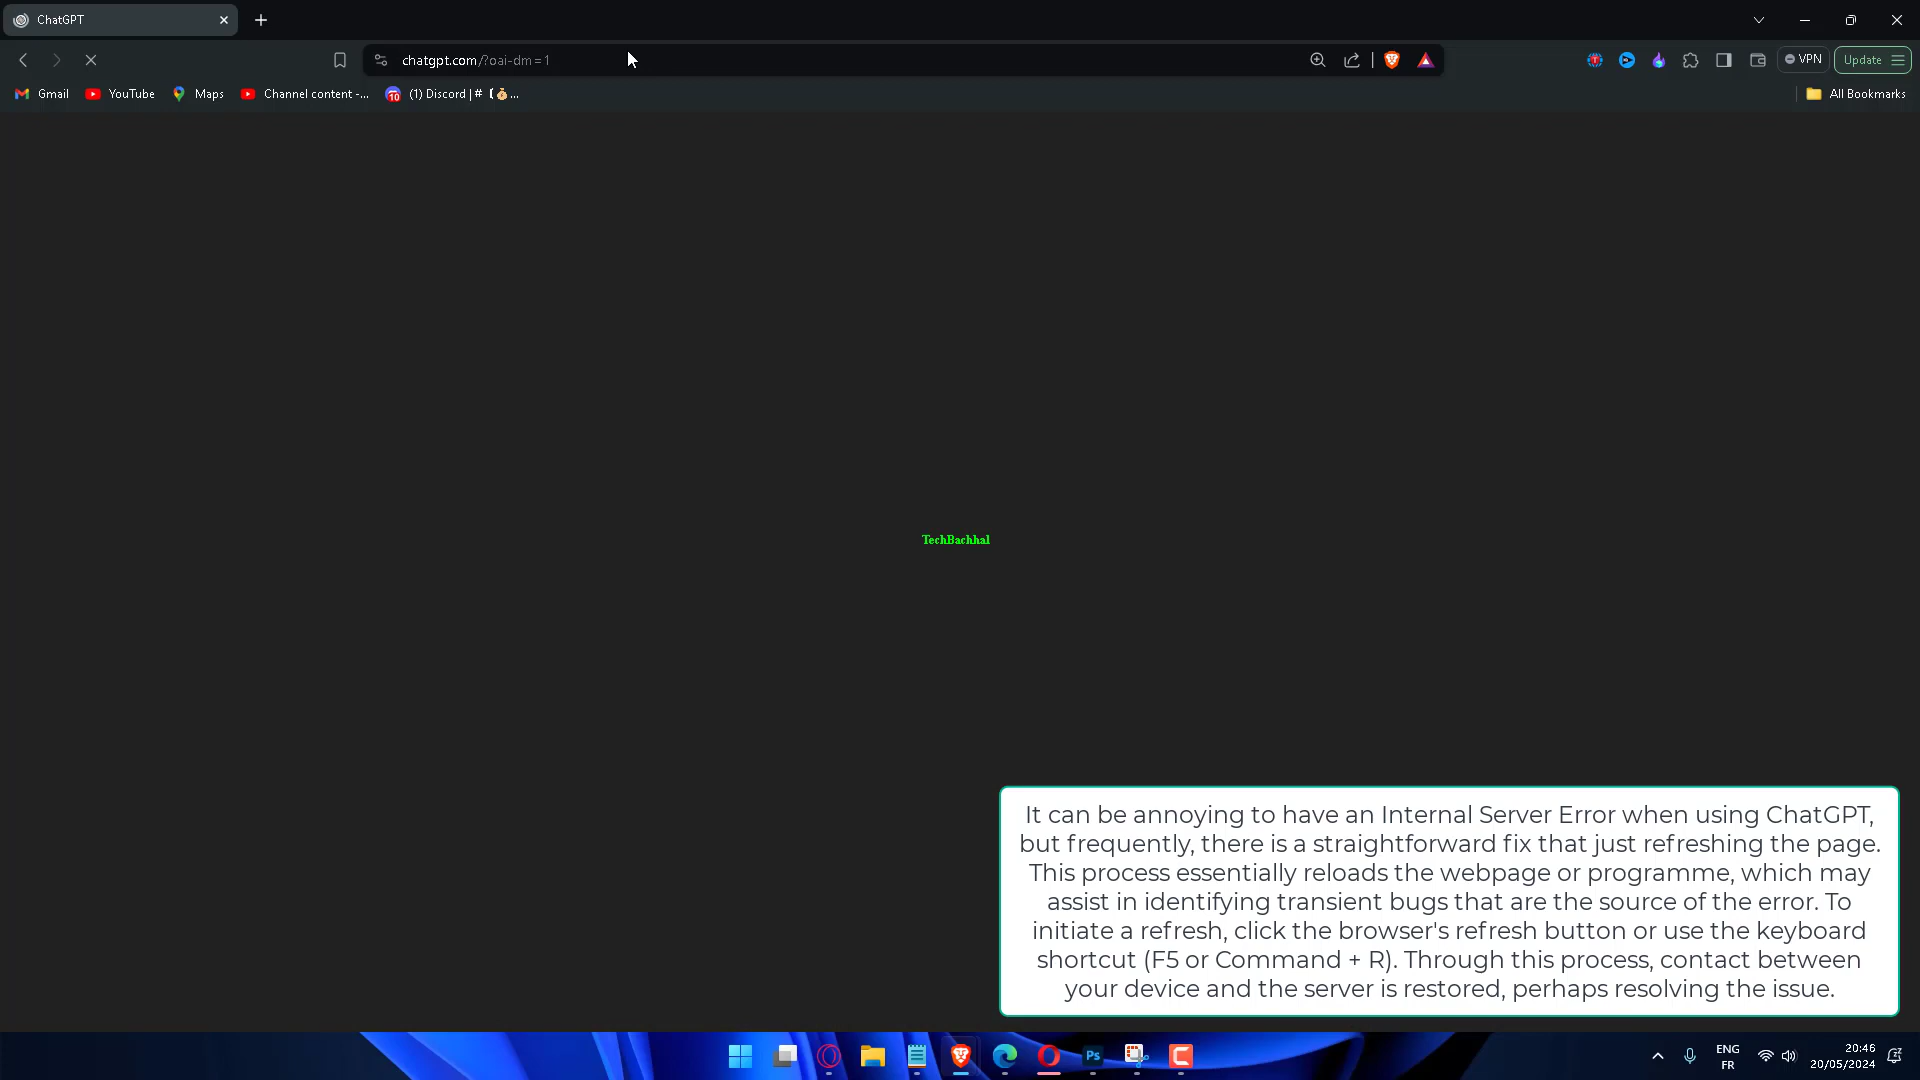 ChatGPT
chatgpt.com/?oai-dm=1
VPN
Update
Gmail
YouTube
Maps
Channel content -...
10
(1) Discord | # 【💰...
All Bookmarks
TechBachhal
It can be annoying to have an Internal Server Error when using ChatGPT,
but frequently, there is a straightforward fix that just refreshing the page.
This process essentially reloads the webpage or programme, which may
assist in identifying transient bugs that are the source of the error. To
initiate a refresh, click the browser's refresh button or use the keyboard
shortcut (F5 or Command + R). Through this process, contact between
your device and the server is restored, perhaps resolving the issue.
Ps
ENG
FR
20:46
20/05/2024